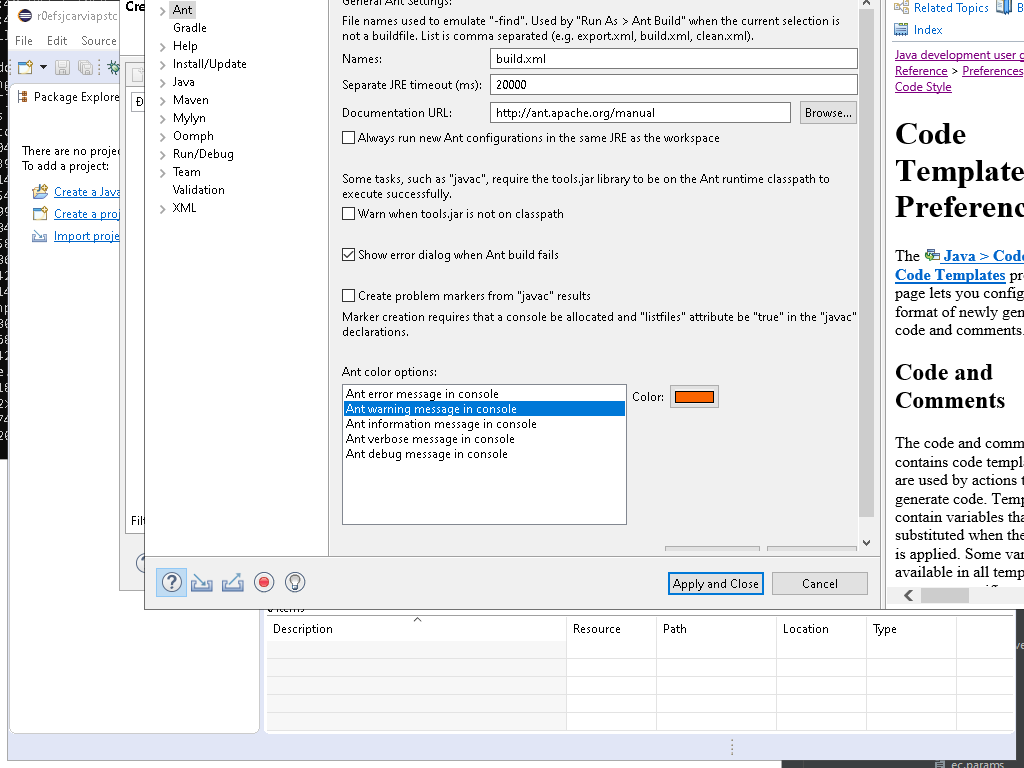 r0efsjcarviapstc
File Edit Source
Package Explore
There are no projec
To add a project:
Create a Java
Create a proj
Import proje
Cre
Filt
Ant
Gradle
Help
Install/Update
Java
Maven
Mylyn
Oomph
Run/Debug
Team
Validation
XML
General Ant Settings:
File names used to emulate "-find". Used by "Run As > Ant Build" when the current selection is
not a buildfile. List is comma separated (e.g. export.xml, build.xml, clean.xml).
Names: build.xml
Separate JRE timeout (ms): 20000
Documentation URL: http://ant.apache.org/manual Browse...
Always run new Ant configurations in the same JRE as the workspace
Some tasks, such as "javac", require the tools.jar library to be on the Ant runtime classpath to
execute successfully.
Warn when tools.jar is not on classpath
Show error dialog when Ant build fails
Create problem markers from "javac" results
Marker creation requires that a console be allocated and "listfiles" attribute be "true" in the "javac"
declarations.
Ant color options:
Ant error message in console
Ant warning message in console
Ant information message in console
Ant verbose message in console
Ant debug message in console
Color:
Apply and Close Cancel
Related Topics B
Index
Java development user g
Reference > Preferences
Code Style
Code
Template
Preferenc
The Java > Code
Code Templates pr
page lets you config
format of newly gen
code and comments.
Code and
Comments
The code and comm
contains code templa
are used by actions t
generate code. Temp
contain variables tha
substituted when the
is applied. Some var
available in all temp
Description Resource Path Location Type
ec.params